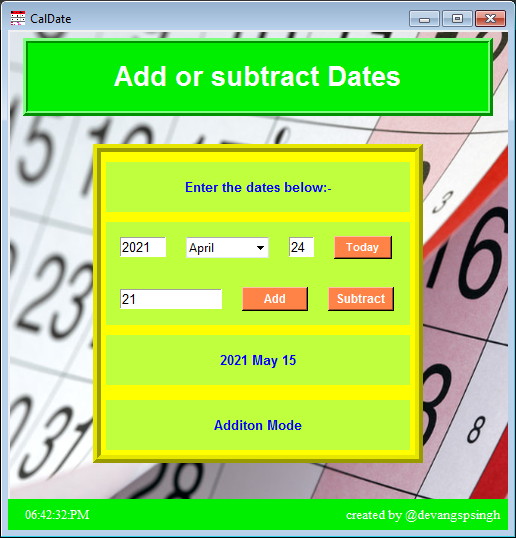 CalDate
Add or subtract Dates
Enter the dates below:-
2021 April 24 Today
21 Add Subtract
2021 May 15
Additon Mode
06:42:32:PM created by @devangspsingh